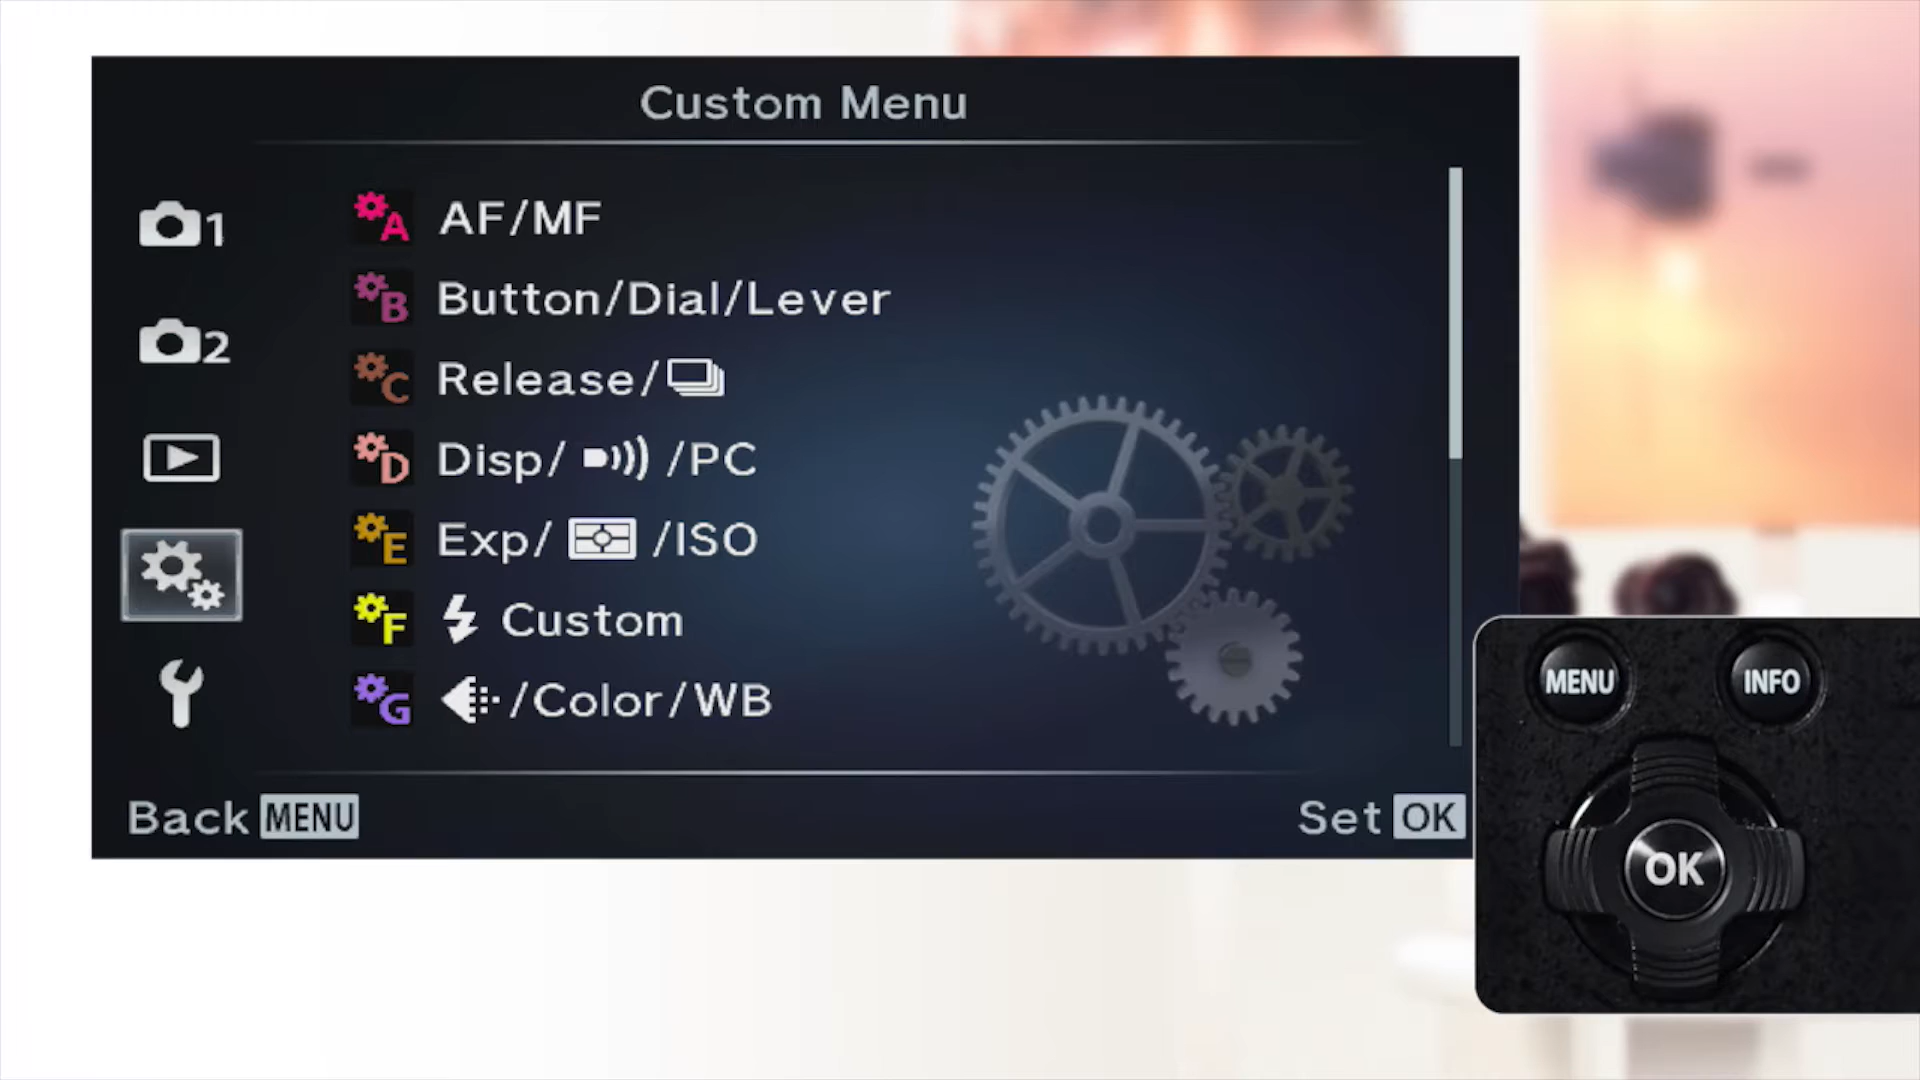 Custom Menu
1
A AF/MF
B Button/Dial/Lever
2
C Release/
D Disp/ /PC
E Exp/ /ISO
F Custom
G /Color/WB
Back MENU
Set OK
MENU
INFO
OK